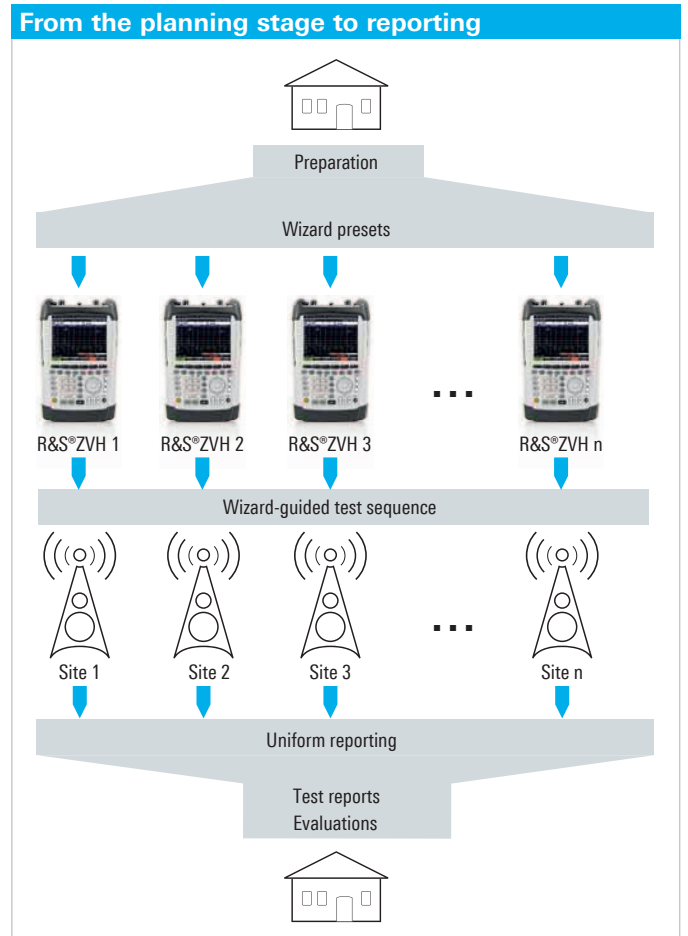 From the planning stage to reporting
Preparation
Wizard presets
...
R&S®ZVH 1 R&S®ZVH 2 R&S®ZVH 3 R&S®ZVH n
Wizard-guided test sequence
...
Site 1 Site 2 Site 3 Site n
Uniform reporting
Test reports
Evaluations